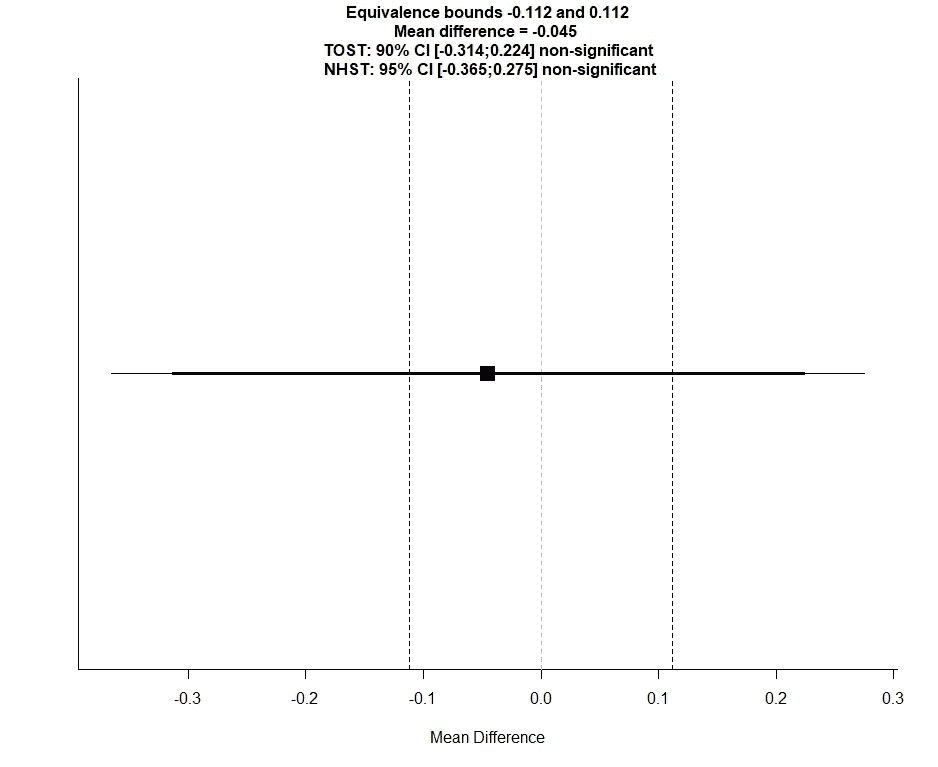 Equivalence bounds -0.112 and 0.112
Mean difference = -0.045
TOST: 90% CI [-0.314;0.224] non-significant
NHST: 95% CI [-0.365;0.275] non-significant
-0.3 -0.2 -0.1 0.0 0.1 0.2 0.3
Mean Difference